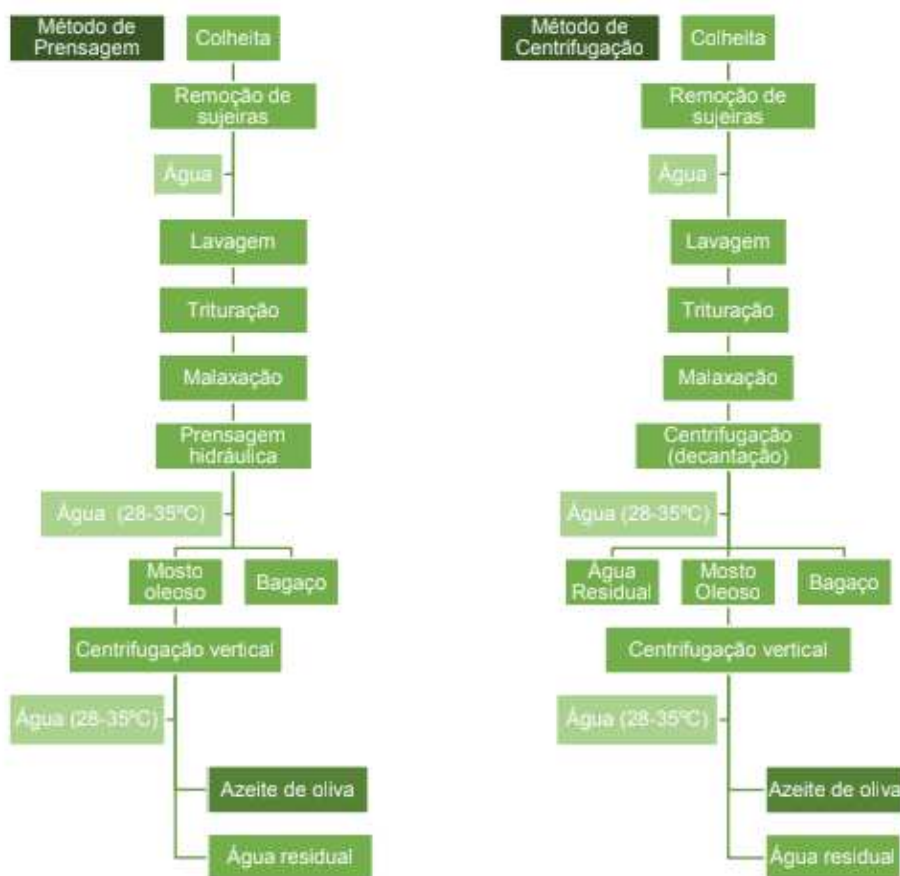 Método de
Prensagem
Colheita
Remoção de
sujeiras
Água
Lavagem
Trituração
Malaxação
Prensagem
hidráulica
Água (28-35ºC)
Mosto
oleoso
Bagaço
Centrifugação vertical
Água (28-35ºC)
Azeite de oliva
Água residual
Método de
Centrifugação
Colheita
Remoção de
sujeiras
Água
Lavagem
Trituração
Malaxação
Centrifugação
(decantação)
Água (28-35ºC)
Água
Residual
Mosto
Oleoso
Bagaço
Centrifugação vertical
Água (28-35ºC)
Azeite de oliva
Água residual